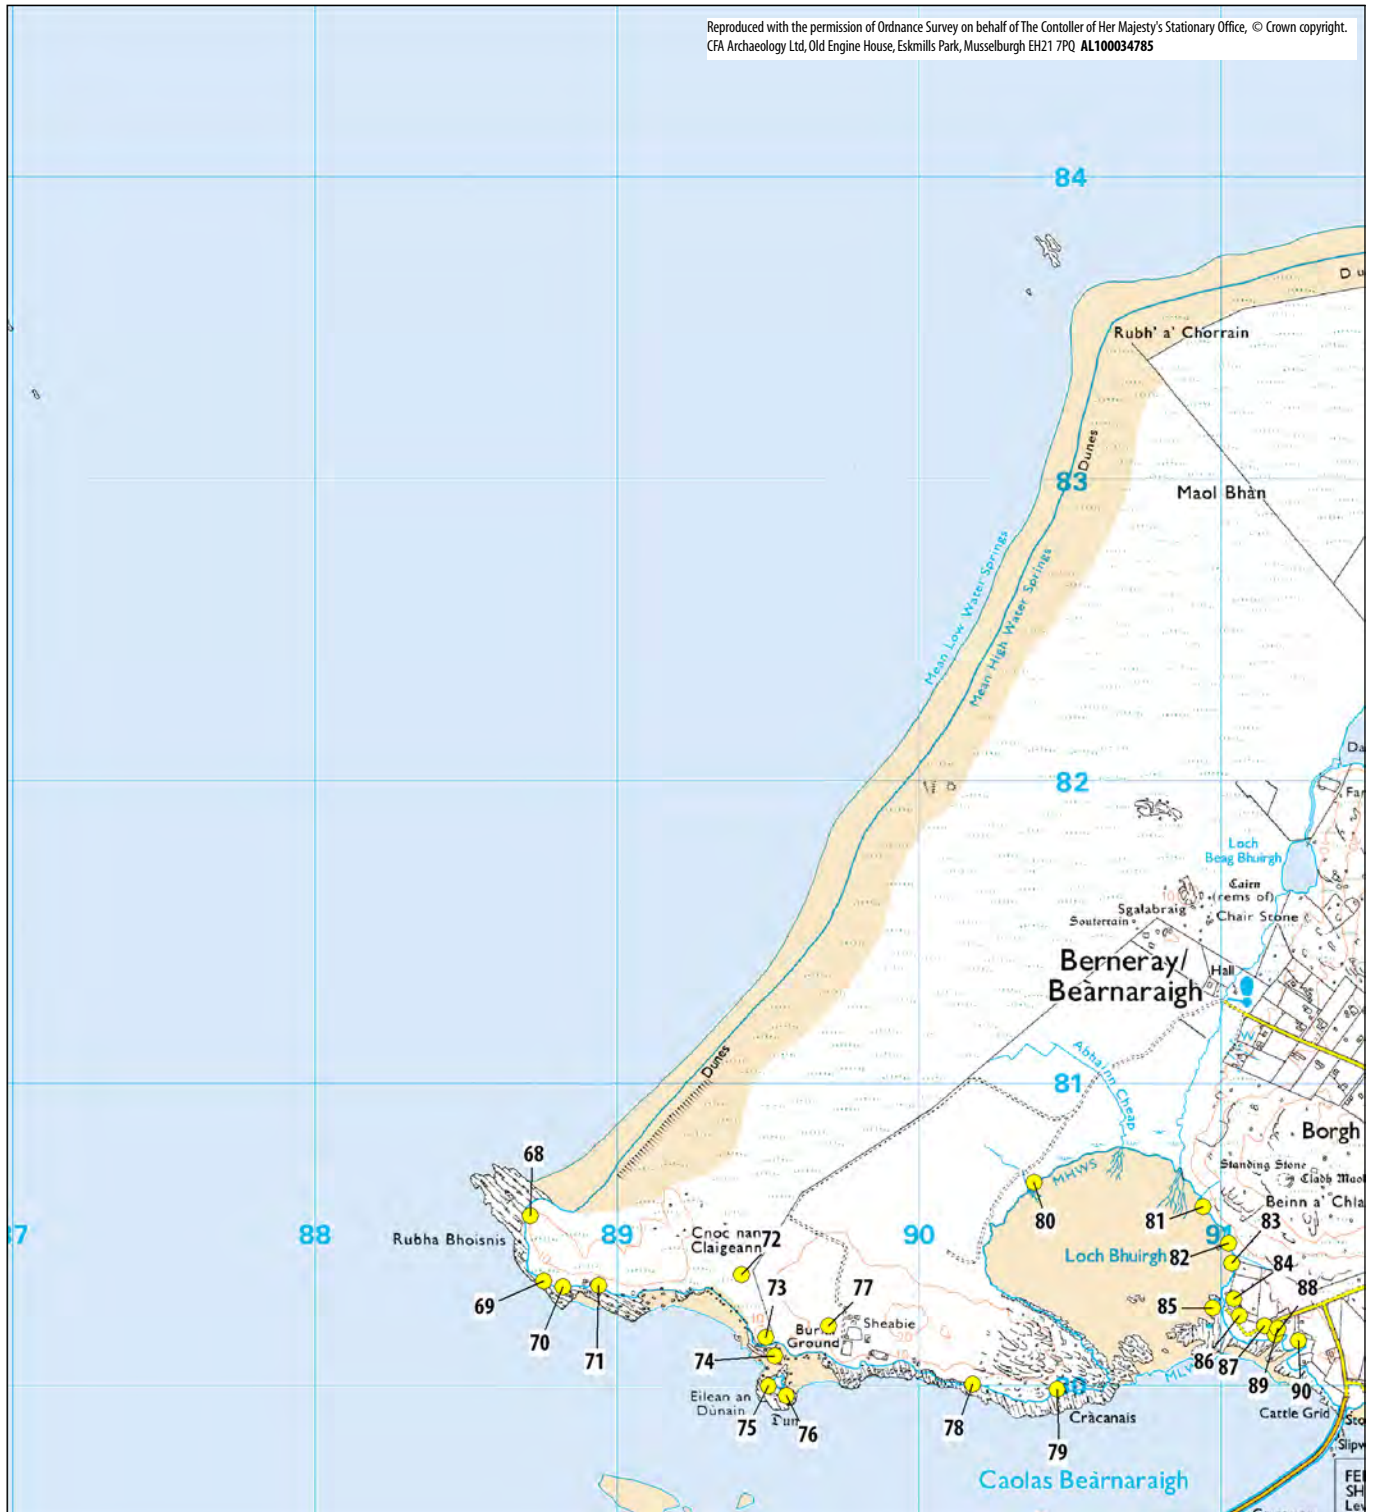 Reproduced with the permission of Ordnance Survey on behalf of The Contoller of Her Majesty's Stationary Office, © Crown copyright.
CFA Archaeology Ltd, Old Engine House, Eskmills Park, Musselburgh EH21 7PQ AL100034785
84
Rubh' a' Chorrain
Dunes
83
Maol Bhàn
Mean Low Water Springs
Mean High Water Springs
82
Loch
Beag Bhuirgh
Cairn
(rems of)
Sgalabraig
Souterrain
Chair Stone
Berneray/
Beàrnaraigh
Hall
Dunes
Abhainn Cheap
81
Borgh
68
Standing Stone
MHWS
Beinn a' Chla
80
81
83
Rubha Bhoisnis
88
89
Cnoc nan
Claigeann
72
90
Loch Bhuirgh
82
84
69
73
77
88
85
70
71
Burial
Ground
Sheabie
74
86
87
Eilean an
Dùnain
75
Dun
76
78
79
Cràcanais
89
90
Cattle Grid
Caolas Beàrnaraigh